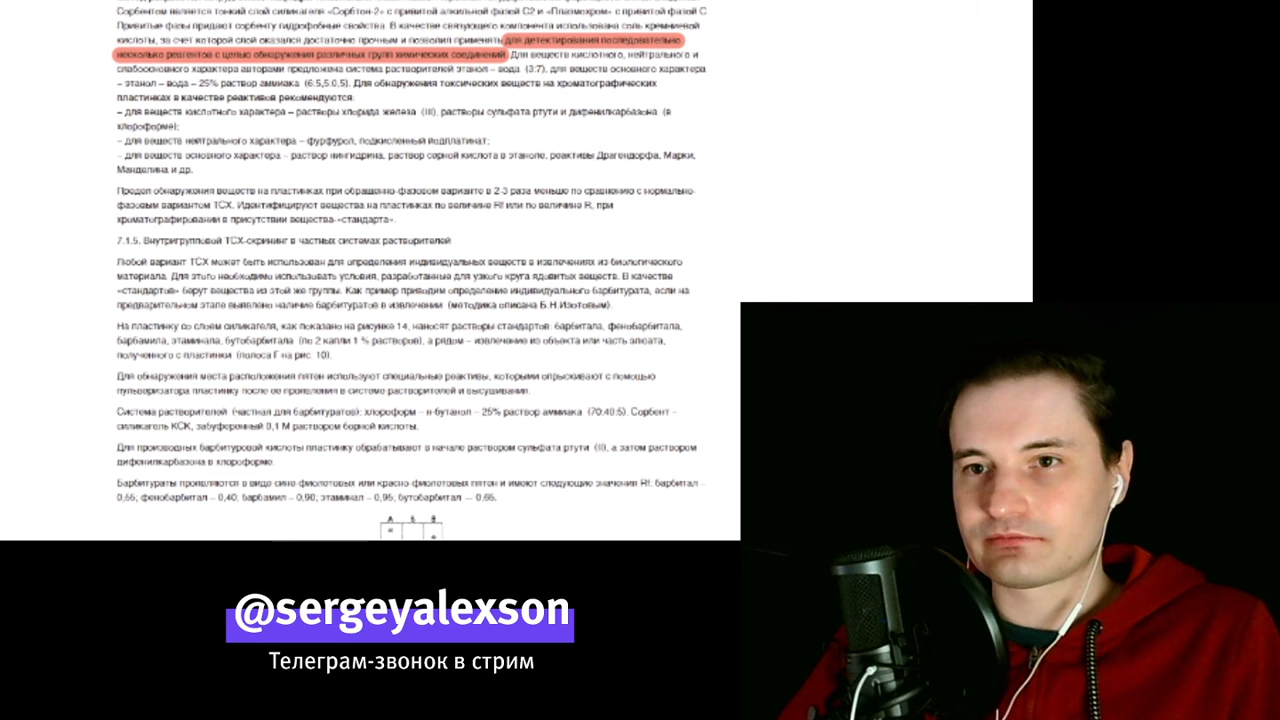 Сорбентом является тонкий слой силикагеля «Сорбтон-2» с привитой алкильной фазой С2 и «Плазмохром» с привитой фазой С
Привитые фазы придают сорбенту гидрофобные свойства. В качестве связующего компонента использована соль кремниевой
кислоты, за счет которой слой оказался достаточно прочным и позволил применять для детектирования последовательно
несколько реагентов с целью обнаружения различных групп химических соединений. Для веществ кислотного, нейтрального и
слабоосновного характера авторами предложена система растворителей этанол – вода (3:7), для веществ основного характера
– этанол – вода – 25% раствор аммиака (6:5,5:0,5). Для обнаружения токсических веществ на хроматографических
пластинках в качестве реактивов рекомендуются:
– для веществ кислотного характера – растворы хлорида железа (III), растворы сульфата ртути и дифенилкарбазона (в
хлороформе);
– для веществ нейтрального характера – фурфурол, подкисленный йодплатинат;
– для веществ основного характера – раствор нингидрина, раствор серной кислота в этаноле, реактивы Драгендорфа, Марки,
Манделина и др.
Предел обнаружения веществ на пластинках при обращенно-фазовом варианте в 2-3 раза меньше по сравнению с нормально-
фазовым вариантом ТСХ. Идентифицируют вещества на пластинках по величине Rf или по величине R, при
хроматографировании в присутствии вещества-«стандарта».
7.1.5. Внутригрупповой ТСХ-скрининг в частных системах растворителей
Любой вариант ТСХ может быть использован для определения индивидуальных веществ в извлечениях из биологического
материала. Для этого необходимо использовать условия, разработанные для узкого круга ядовитых веществ. В качестве
«стандартов» берут вещества из этой же группы. Как пример приводим определение индивидуального барбитурата, если на
предварительном этапе выявлено наличие барбитуратов в извлечении (методика описана Б.Н.Изотовым).
На пластинку со слоем силикагеля, как показано на рисунке 14, наносят растворы стандартов: барбитала, фенобарбитала,
барбамила, этаминала, бутобарбитала (по 2 капли 1 % растворов), а рядом – извлечение из объекта или часть элюата,
полученного с пластинки (полоса Г на рис. 10).
Для обнаружения места расположения пятен используют специальные реактивы, которыми опрыскивают с помощью
пульверизатора пластинку после ее проявления в системе растворителей и высушивания.
Система растворителей (частная для барбитуратов): хлороформ – н-бутанол – 25% раствор аммиака (70:40:5). Сорбент –
силикагель КСК, забуференный 0,1 М раствором борной кислоты.
Для производных барбитуровой кислоты пластинку обрабатывают в начале раствором сульфата ртути (II), а затем раствором
дифенилкарбазона в хлороформе.
Барбитураты проявляются в виде сине-фиолетовых или красно-фиолетовых пятен и имеют следующие значения Rf: барбитал –
0,55; фенобарбитал – 0,40; барбамил – 0,90; этаминал – 0,95; бутобарбитал — 0,65.
А Б В
@sergeyalexson
Телеграм-звонок в стрим